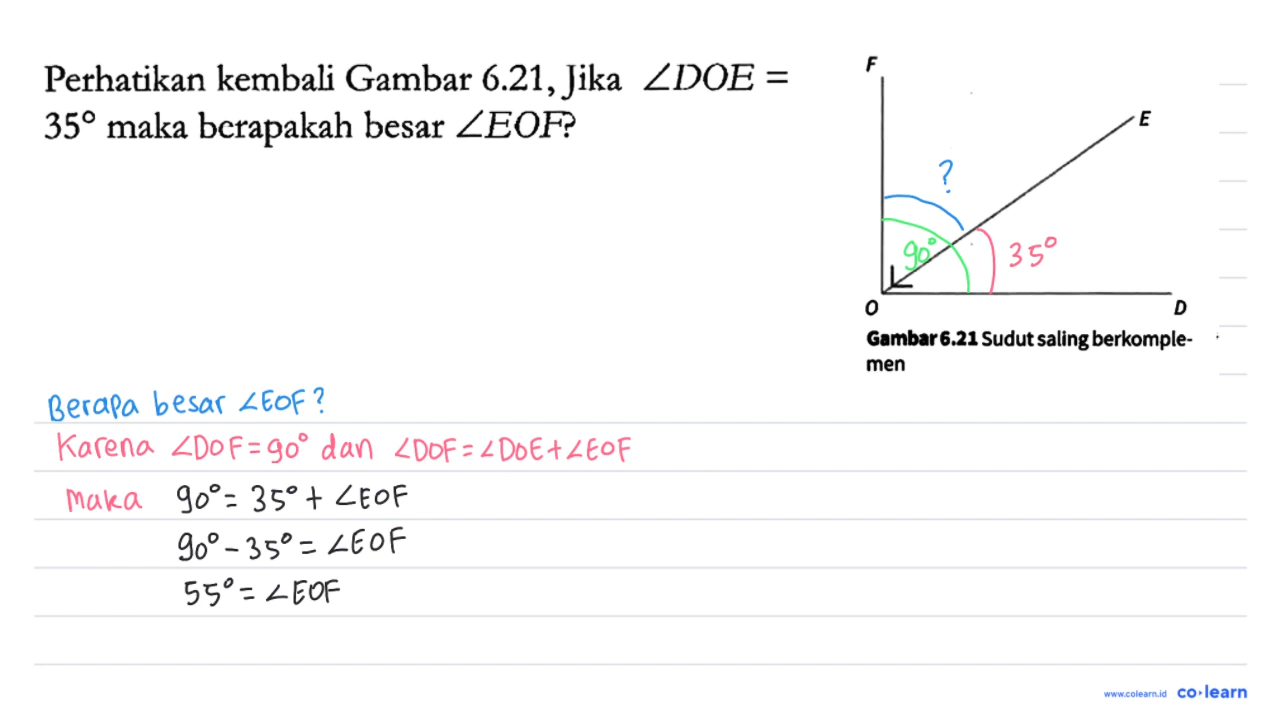 Perhatikan kembali Gambar 6.21, Jika ∠DOE =
35° maka berapakah besar ∠EOF?
F
E
?
90°
35°
O
D
Gambar 6.21 Sudut saling berkomple-
men
Berapa besar ∠EOF?
Karena ∠DOF = 90° dan ∠DOF = ∠DOE + ∠EOF
Maka 90° = 35° + ∠EOF
90° - 35° = ∠EOF
55° = ∠EOF
www.colearn.id co·learn